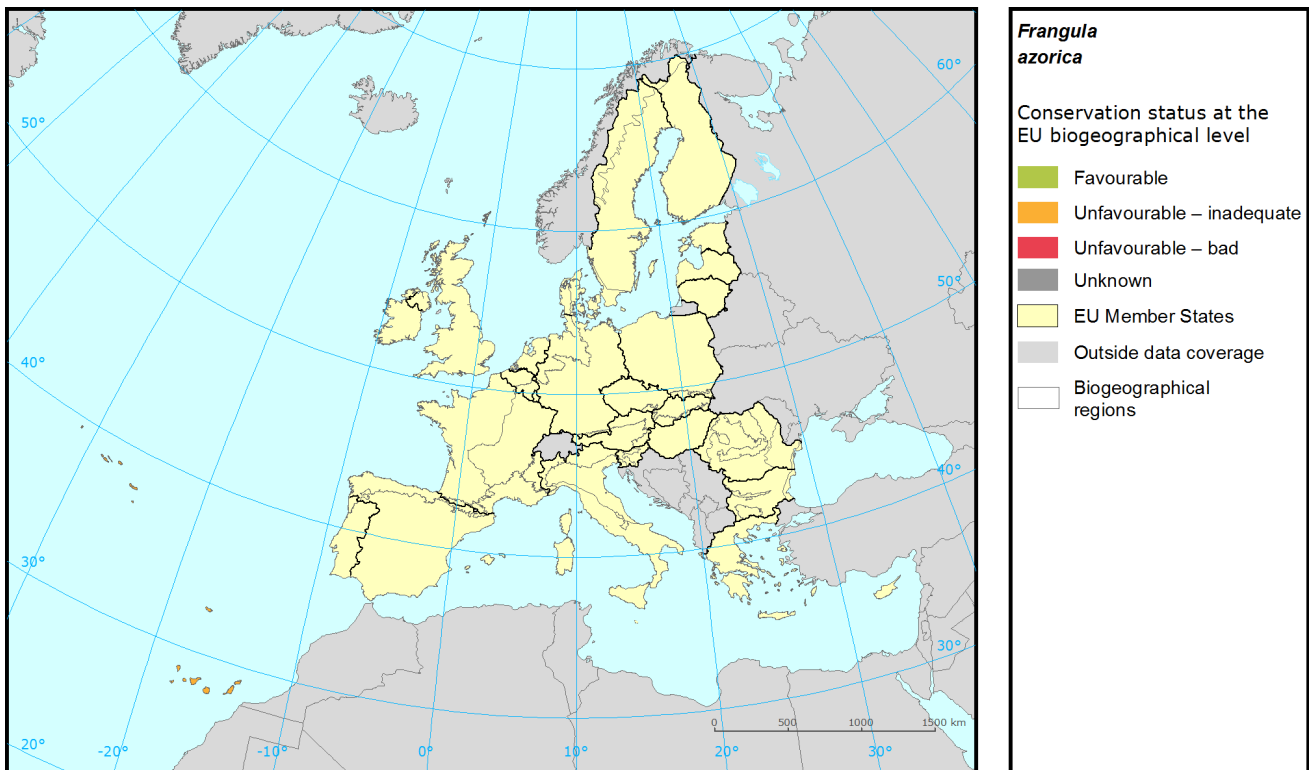 60°
50°
50°
40°
40°
30°
30°
20°
-20°
-10°
0°
10°
20°
30°
0 500 1000 1500 km
Frangula
azorica
Conservation status at the
EU biogeographical level
Favourable
Unfavourable – inadequate
Unfavourable – bad
Unknown
EU Member States
Outside data coverage
Biogeographical
regions